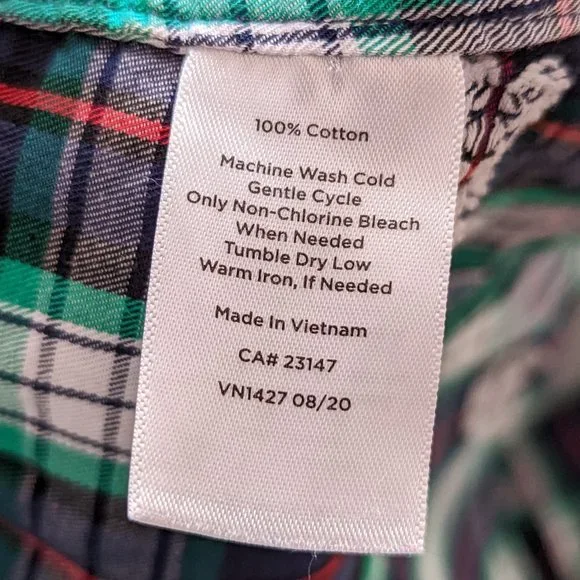 100% Cotton
Machine Wash Cold
Gentle Cycle
Only Non-Chlorine Bleach
When Needed
Tumble Dry Low
Warm Iron, If Needed
Made In Vietnam
CA# 23147
VN1427 08/20